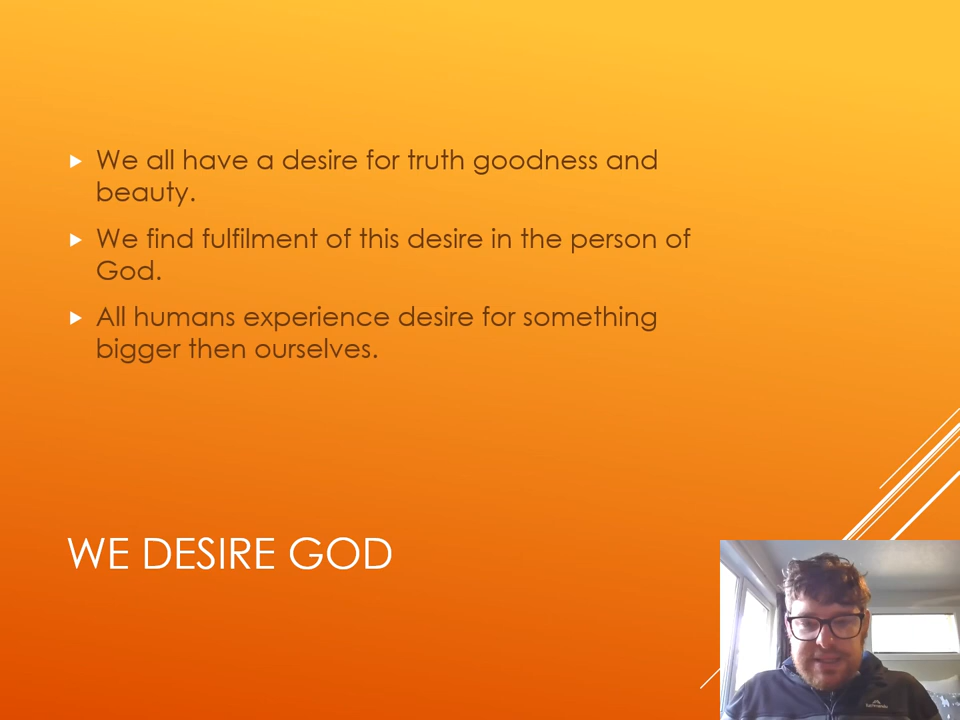 We all have a desire for truth goodness and
beauty.
We find fulfilment of this desire in the person of
God.
All humans experience desire for something
bigger then ourselves.
WE DESIRE GOD